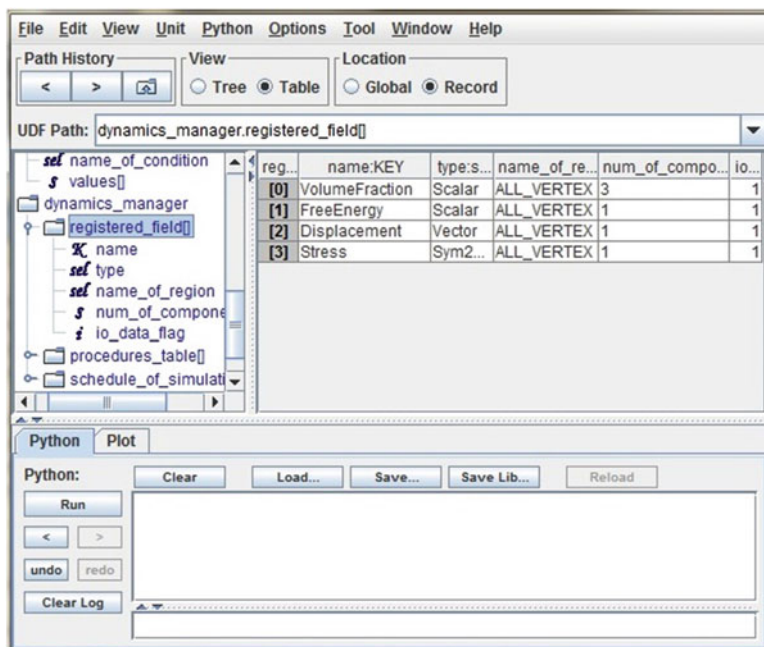 File Edit View Unit Python Options Tool Window Help
Path History View Location
< > Tree Table Global Record
UDF Path: dynamics_manager.registered_field[]
sel name_of_condition
s values[]
dynamics_manager
registered_field[]
K name
sel type
sel name_of_region
s num_of_compone
i io_data_flag
procedures_table[]
schedule_of_simulati
reg... name:KEY type:s... name_of_re... num_of_compo... io...
[0] VolumeFraction Scalar ALL_VERTEX 3 1
[1] FreeEnergy Scalar ALL_VERTEX 1 1
[2] Displacement Vector ALL_VERTEX 1 1
[3] Stress Sym2... ALL_VERTEX 1 1
Python Plot
Python: Clear Load... Save... Save Lib... Reload
Run
< >
undo redo
Clear Log